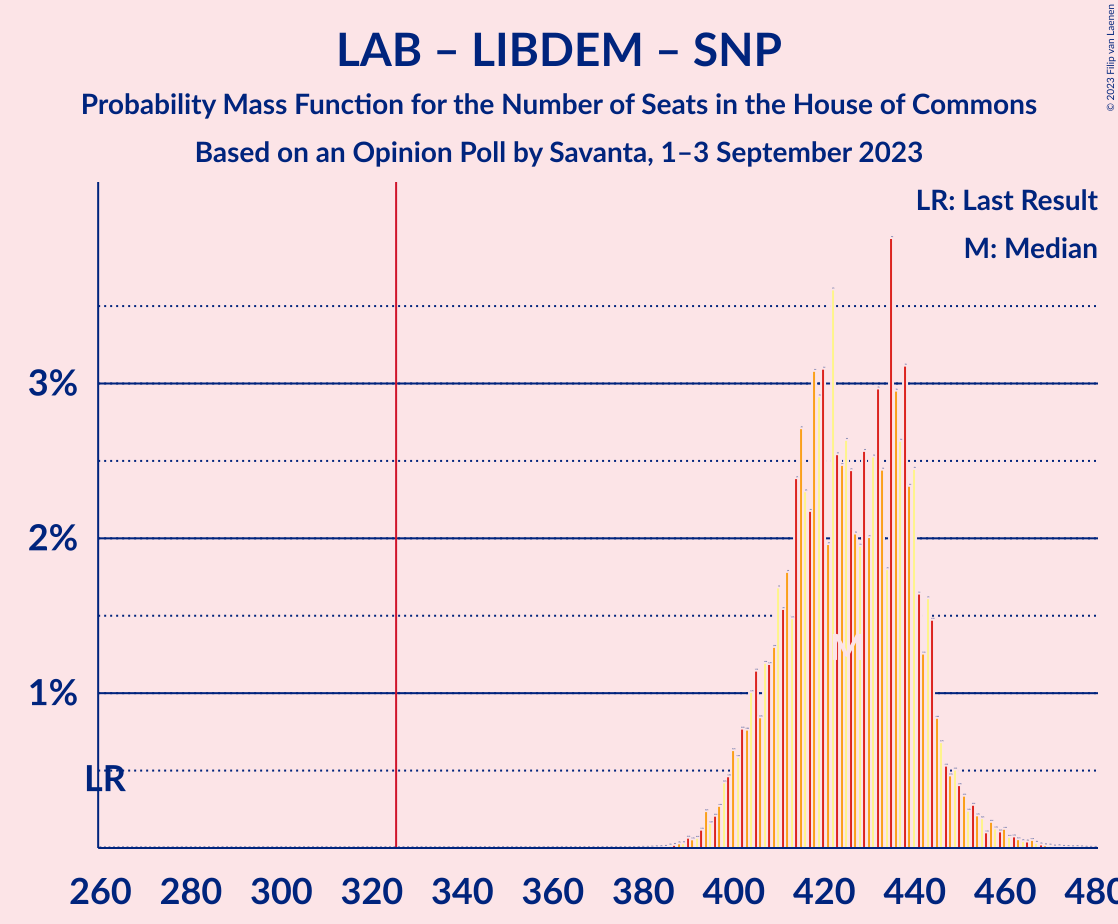 LAB – LIBDEM – SNP
Probability Mass Function for the Number of Seats in the House of Commons
Based on an Opinion Poll by Savanta, 1–3 September 2023
© 2023 Filip van Laenen
LR: Last Result
M: Median
3%
2%
1%
M
LR
260 280 300 320 340 360 380 400 420 440 460 480